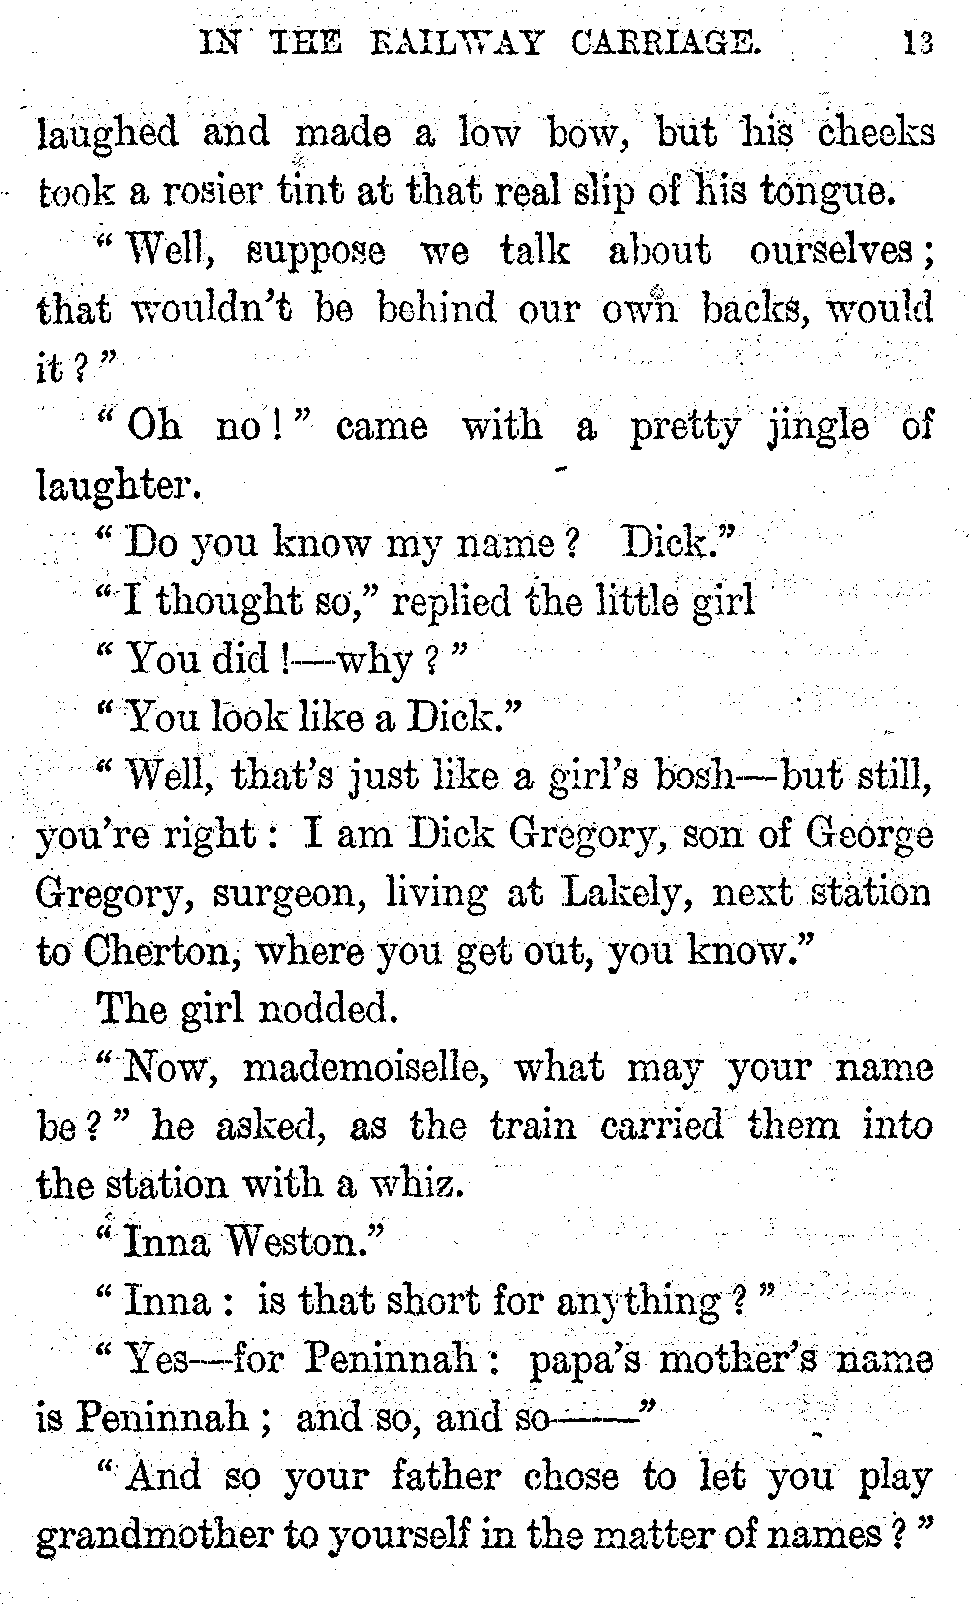 IN THE RAILWAY CARRIAGE. 13
laughed and made a low bow, but his cheeks
took a rosier tint at that real slip of his tongue.
“Well, suppose we talk about ourselves;
that wouldn’t be behind our own backs, would
it?”
“Oh no!” came with a pretty jingle of
laughter.
“Do you know my name? Dick.”
“I thought so,” replied the little girl
“You did!—why?”
“You look like a Dick.”
“Well, that’s just like a girl’s bosh—but still,
you’re right: I am Dick Gregory, son of George
Gregory, surgeon, living at Lakely, next station
to Cherton, where you get out, you know.”
The girl nodded.
“Now, mademoiselle, what may your name
be?” he asked, as the train carried them into
the station with a whiz.
“Inna Weston.”
“Inna: is that short for anything?”
“Yes—for Peninnah: papa’s mother’s name
is Peninnah; and so, and so——”
“And so your father chose to let you play
grandmother to yourself in the matter of names?”